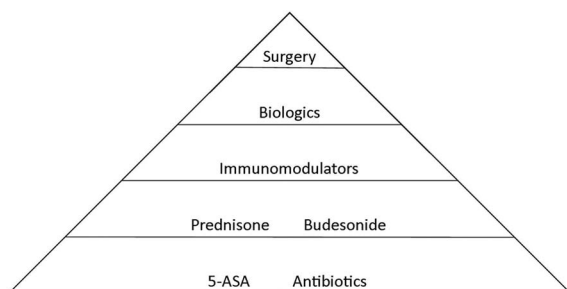 Surgery
Biologics
Immunomodulators
Prednisone Budesonide
5-ASA Antibiotics